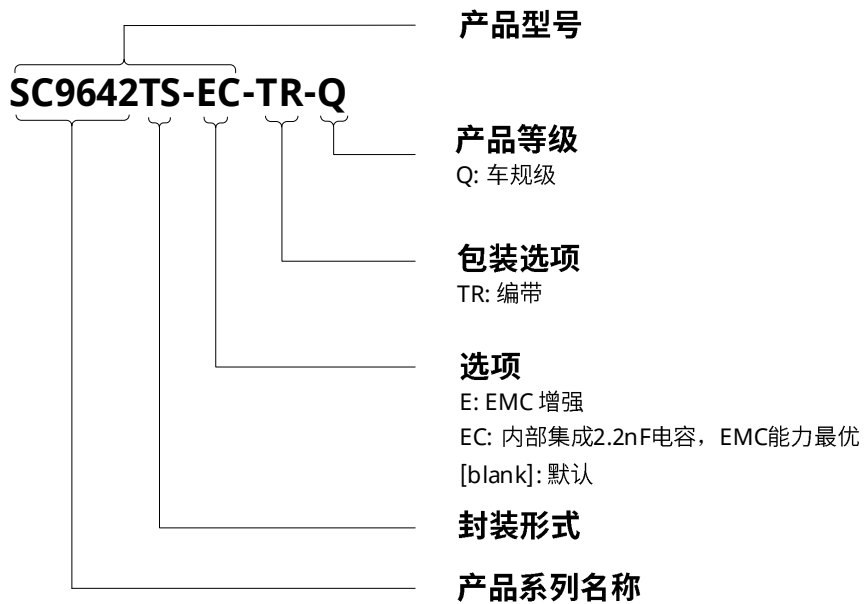 产品型号
SC9642TS-EC-TR-Q
产品等级
Q: 车规级
包装选项
TR: 编带
选项
E: EMC 增强
EC: 内部集成2.2nF电容，EMC能力最优
[blank]: 默认
封装形式
产品系列名称